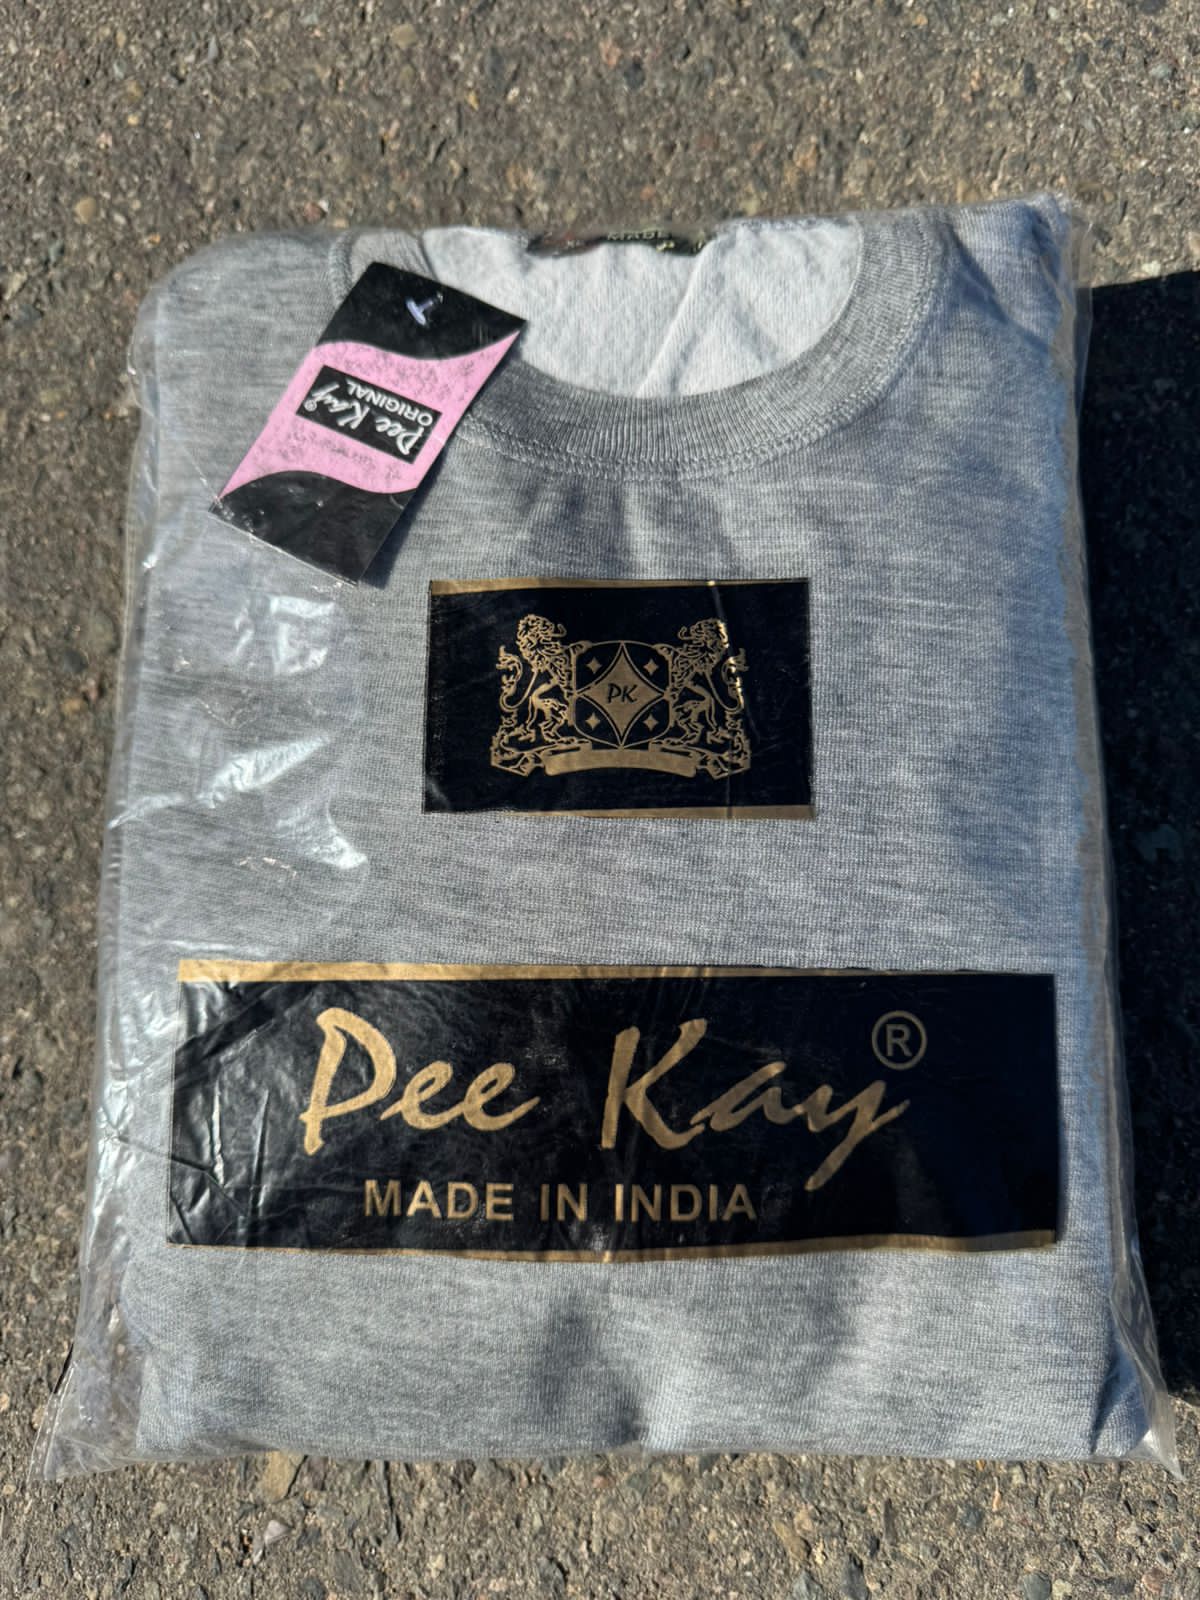 Pee Kay®
ORIGINAL
PK
Pee Kay®
MADE IN INDIA